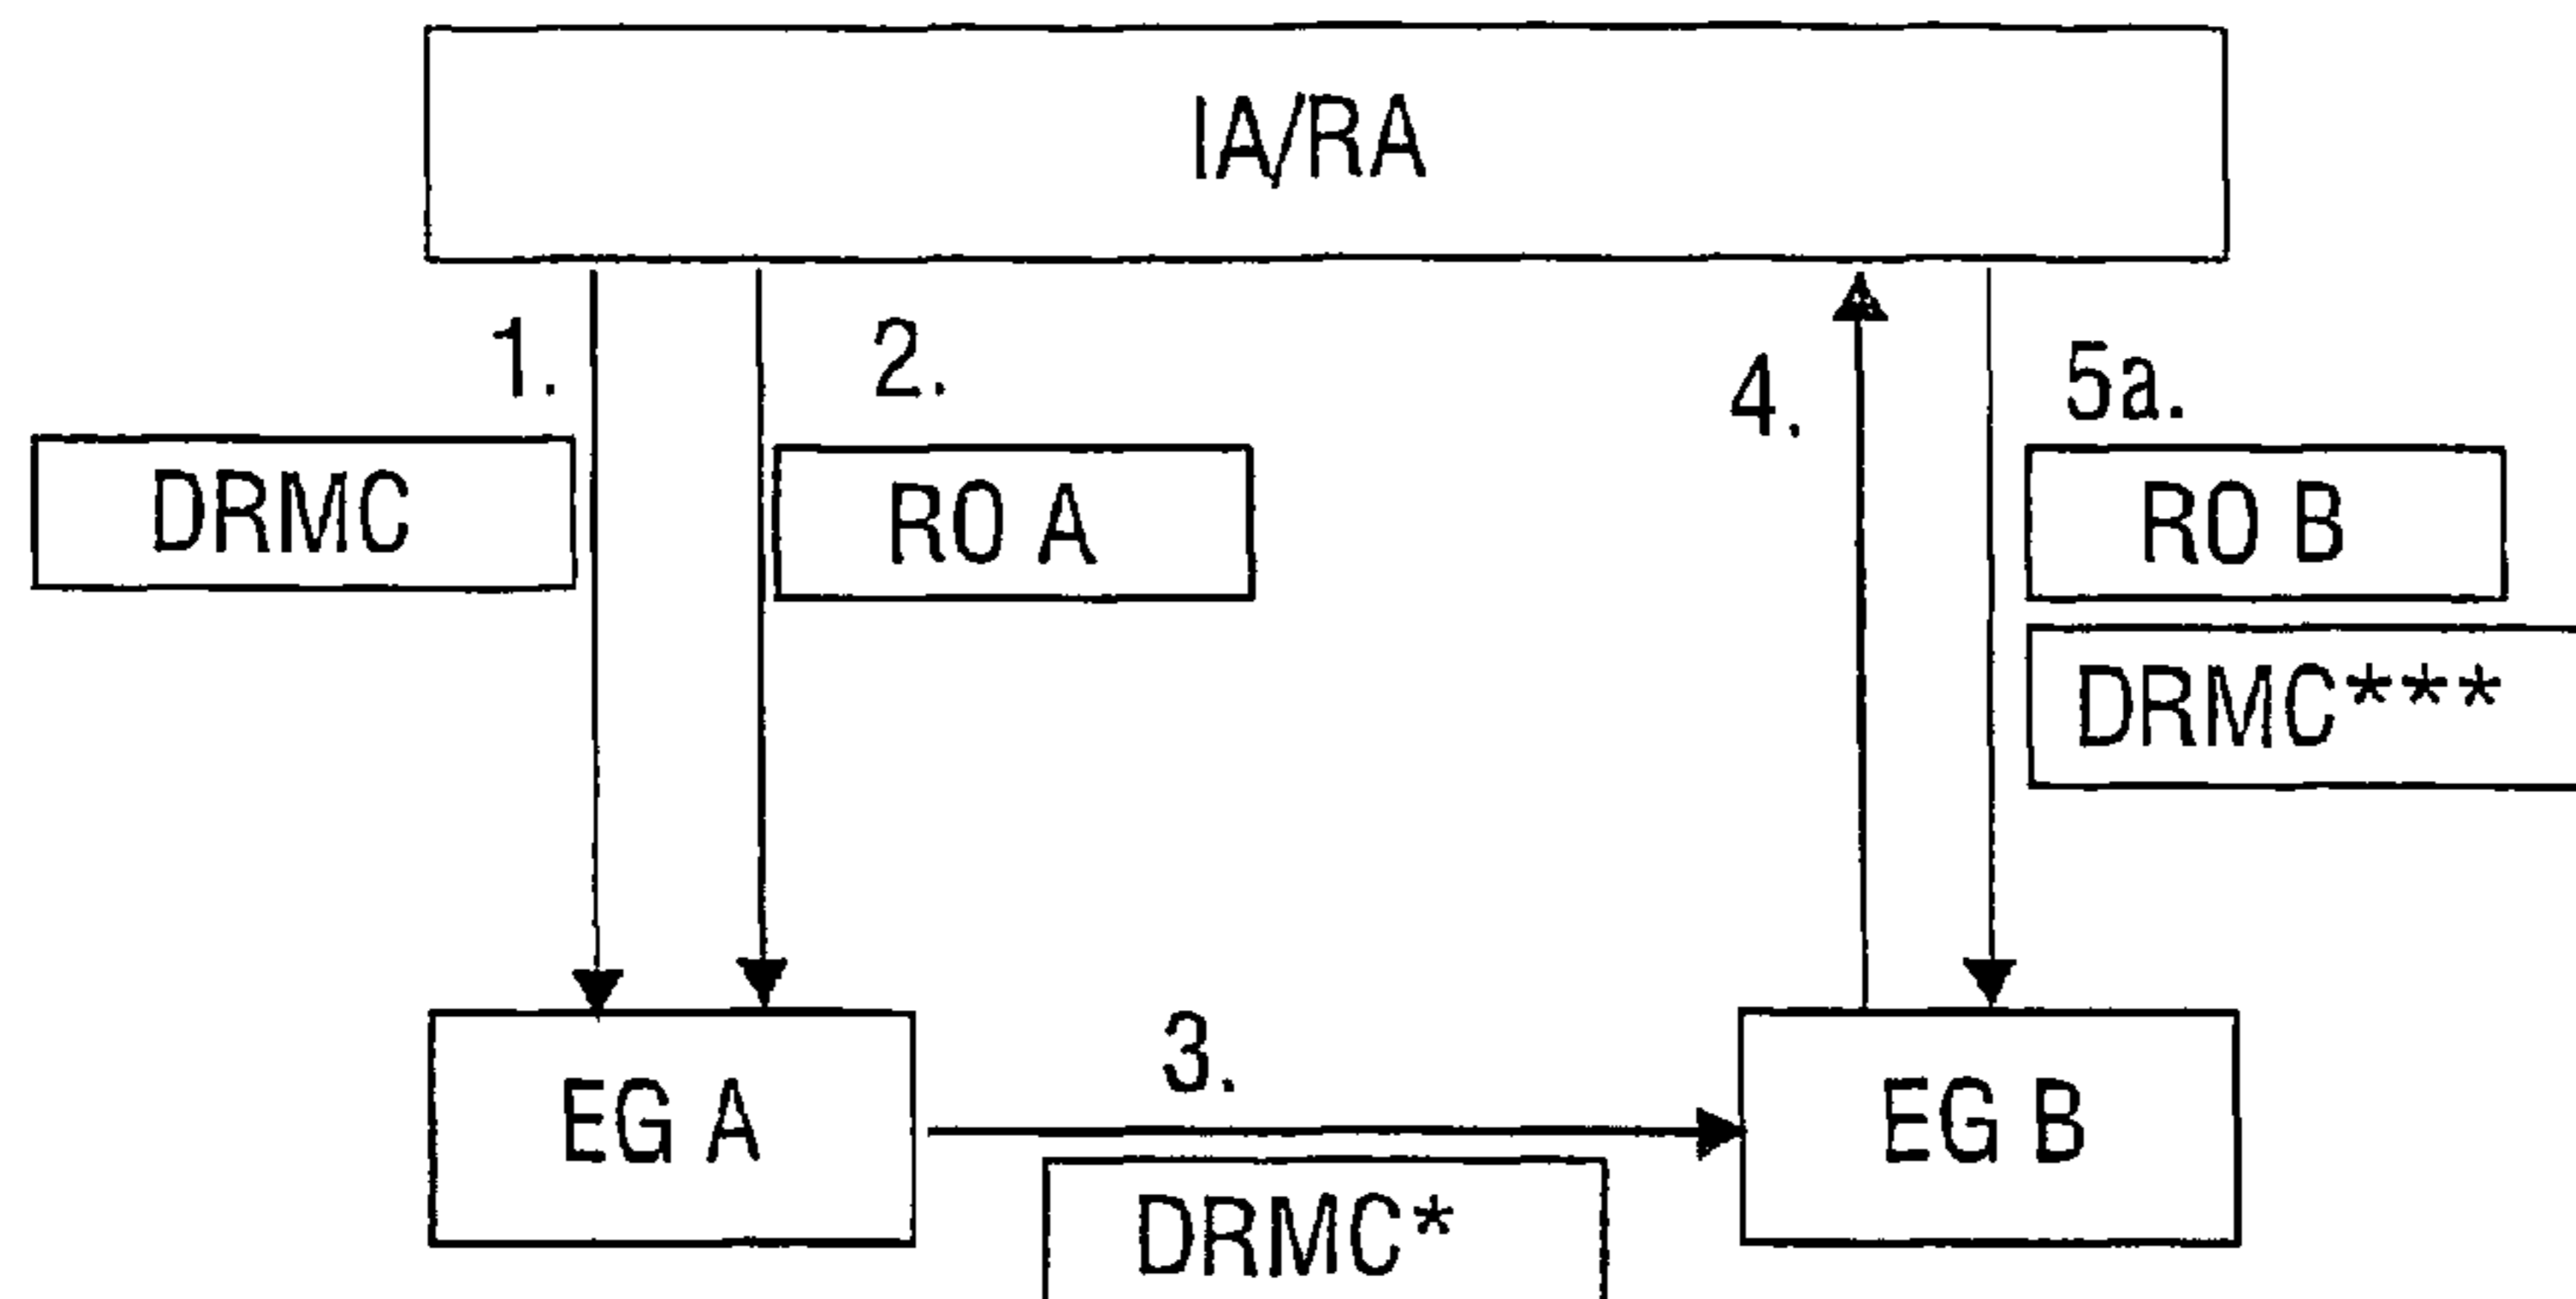 IA/RA
1.
2.
4.
5a.
DRMC
RO A
RO B
DRMC***
EG A
3.
EG B
DRMC*